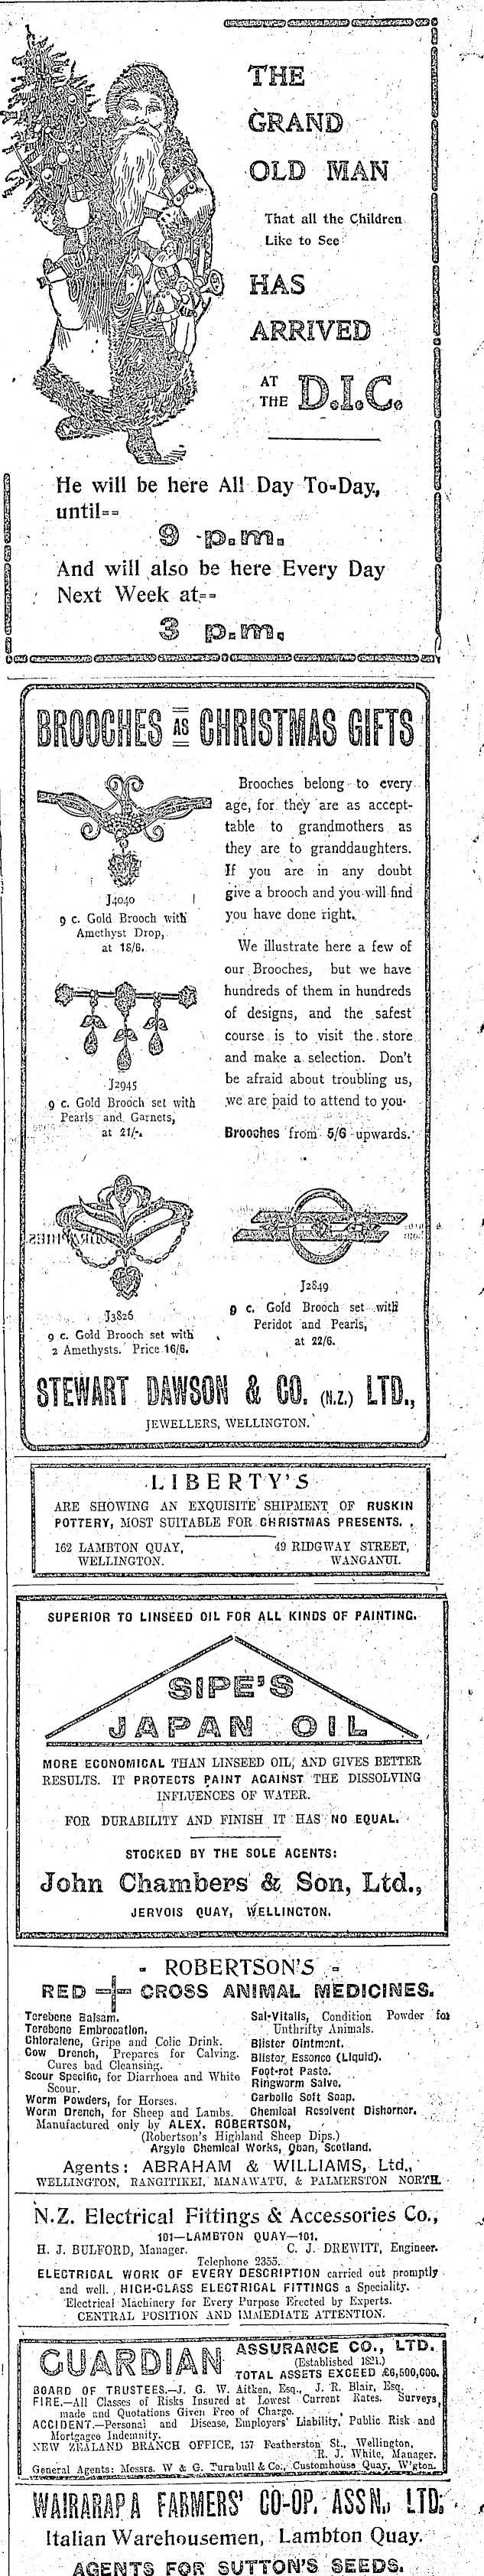 THE
GRAND
OLD MAN
That all the Children
Like to See
HAS
ARRIVED
AT
THE D.I.C.
He will be here All Day To-Day,
until--
9 p.m.
And will also be here Every Day
Next Week at--
3 p.m.
BROOCHES AS CHRISTMAS GIFTS
J4040
9 c. Gold Brooch with
Amethyst Drop,
at 18/6.
J2945
9 c. Gold Brooch set with
Pearls and Garnets,
at 21/-.
Brooches belong to every
age, for they are as accept-
table to grandmothers as
they are to granddaughters.
If you are in any doubt
give a brooch and you will find
you have done right.
We illustrate here a few of
our Brooches, but we have
hundreds of them in hundreds
of designs, and the safest
course is to visit the store
and make a selection. Don't
be afraid about troubling us,
we are paid to attend to you.
Brooches from 5/6 upwards.
J3826
9 c. Gold Brooch set with
2 Amethysts. Price 16/6.
J2849
9 c. Gold Brooch set with
Peridot and Pearls,
at 22/6.
STEWART DAWSON & CO. (N.Z.) LTD.,
JEWELLERS, WELLINGTON.
LIBERTY'S
ARE SHOWING AN EXQUISITE SHIPMENT OF RUSKIN
POTTERY, MOST SUITABLE FOR CHRISTMAS PRESENTS.
162 LAMBTON QUAY,
WELLINGTON.
49 RIDGWAY STREET,
WANGANUI.
SUPERIOR TO LINSEED OIL FOR ALL KINDS OF PAINTING.
SIPE'S
JAPAN OIL
MORE ECONOMICAL THAN LINSEED OIL, AND GIVES BETTER
RESULTS. IT PROTECTS PAINT AGAINST THE DISSOLVING
INFLUENCES OF WATER.
FOR DURABILITY AND FINISH IT HAS NO EQUAL.
STOCKED BY THE SOLE AGENTS:
John Chambers & Son, Ltd.,
JERVOIS QUAY, WELLINGTON.
- ROBERTSON'S -
RED CROSS ANIMAL MEDICINES.
Terebene Balsam.
Terebene Embrocation.
Chloralene, Gripe and Colic Drink.
Cow Drench, Prepares for Calving.
Cures bad Cleansing.
Scour Specific, for Diarrhoea and White
Scour.
Worm Powders, for Horses.
Worm Drench, for Sheep and Lambs.
Sal-Vitalis, Condition Powder for
Unthrifty Animals.
Blister Ointment.
Blister Essence (Liquid).
Foot-rot Paste.
Ringworm Salve.
Carbolic Soft Soap.
Chemical Resolvent Dishorner.
Manufactured only by ALEX. ROBERTSON,
(Robertson's Highland Sheep Dips.)
Argyle Chemical Works, Oban, Scotland.
Agents: ABRAHAM & WILLIAMS, Ltd.,
WELLINGTON, RANGITIKEI, MANAWATU, & PALMERSTON NORTH.
N.Z. Electrical Fittings & Accessories Co.,
101—LAMBTON QUAY—101.
H. J. BULFORD, Manager. C. J. DREWITT, Engineer.
Telephone 2355.
ELECTRICAL WORK OF EVERY DESCRIPTION carried out promptly
and well. HIGH-CLASS ELECTRICAL FITTINGS a Speciality.
Electrical Machinery for Every Purpose Erected by Experts.
CENTRAL POSITION AND IMMEDIATE ATTENTION.
GUARDIAN ASSURANCE CO., LTD.
(Established 1821.)
TOTAL ASSETS EXCEED £6,500,000.
BOARD OF TRUSTEES.—J. G. W. Aitken, Esq., J. R. Blair, Esq.
FIRE.—All Classes of Risks Insured at Lowest Current Rates. Surveys
made and Quotations Given Free of Charge.
ACCIDENT.—Personal and Disease, Employers' Liability, Public Risk and
Mortgagee Indemnity.
NEW ZEALAND BRANCH OFFICE, 157 Featherston St., Wellington,
R. J. White, Manager.
General Agents: Messrs. W & G. Turnbull & Co., Customhouse Quay, W'gton.
WAIRARAPA FARMERS' CO-OP. ASSN., LTD.
Italian Warehousemen, Lambton Quay.
AGENTS FOR SUTTON'S SEEDS.